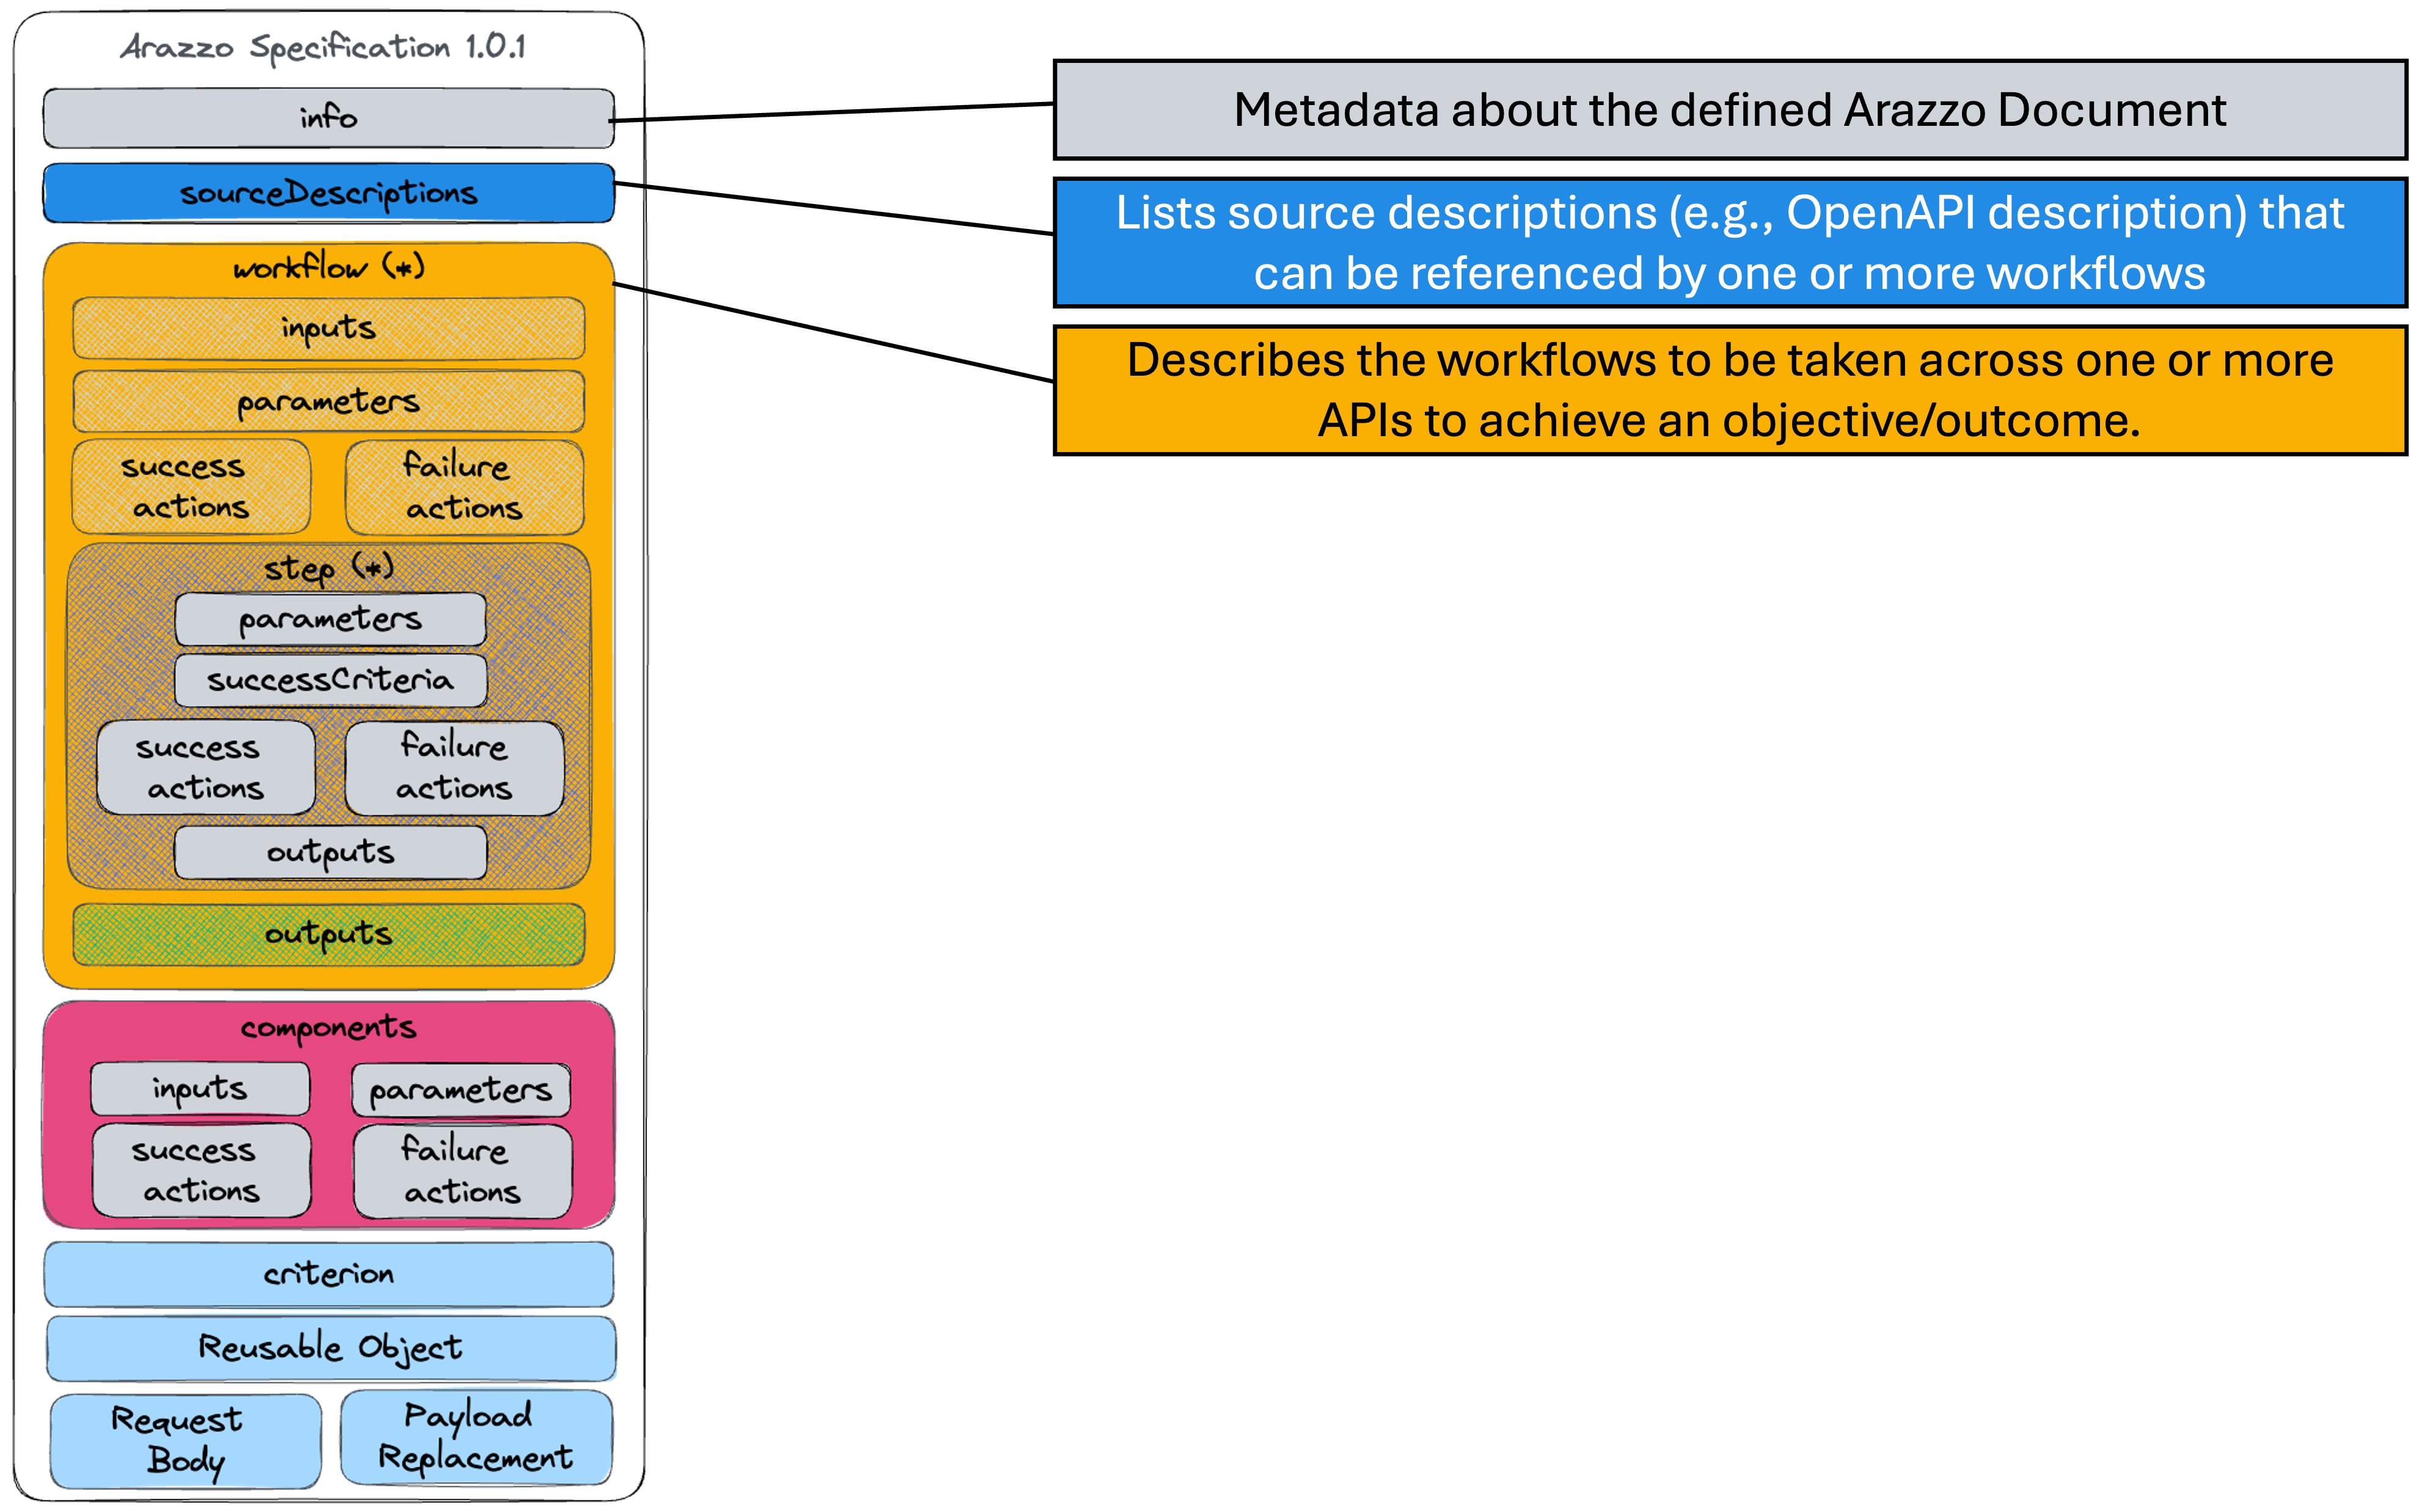 Arazzo Specification 1.0.1
info
sourceDescriptions
workflow (*)
inputs
parameters
success
actions
failure
actions
step (*)
parameters
successCriteria
success
actions
failure
actions
outputs
outputs
components
inputs
parameters
success
actions
failure
actions
criterion
Reusable Object
Request
Body
Payload
Replacement
Metadata about the defined Arazzo Document
Lists source descriptions (e.g., OpenAPI description) that
can be referenced by one or more workflows
Describes the workflows to be taken across one or more
APIs to achieve an objective/outcome.